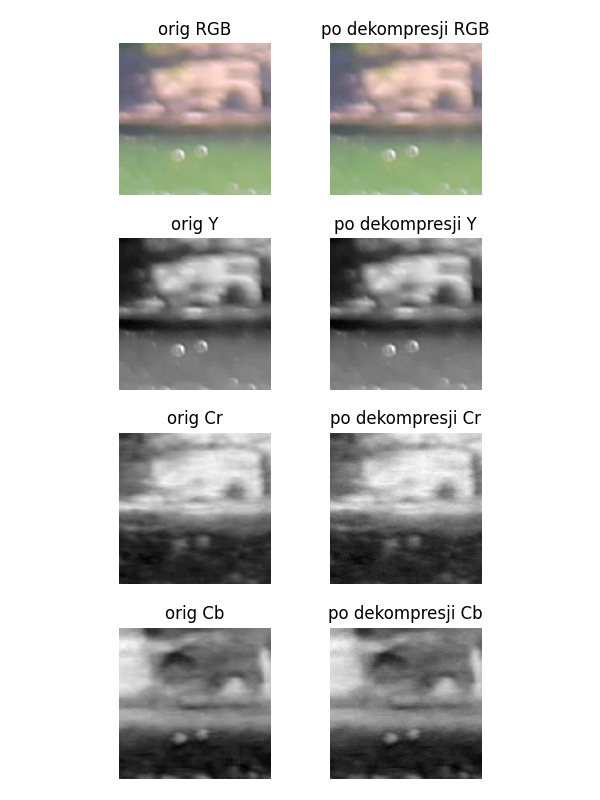 orig RGB
po dekompresji RGB
orig Y
po dekompresji Y
orig Cr
po dekompresji Cr
orig Cb
po dekompresji Cb